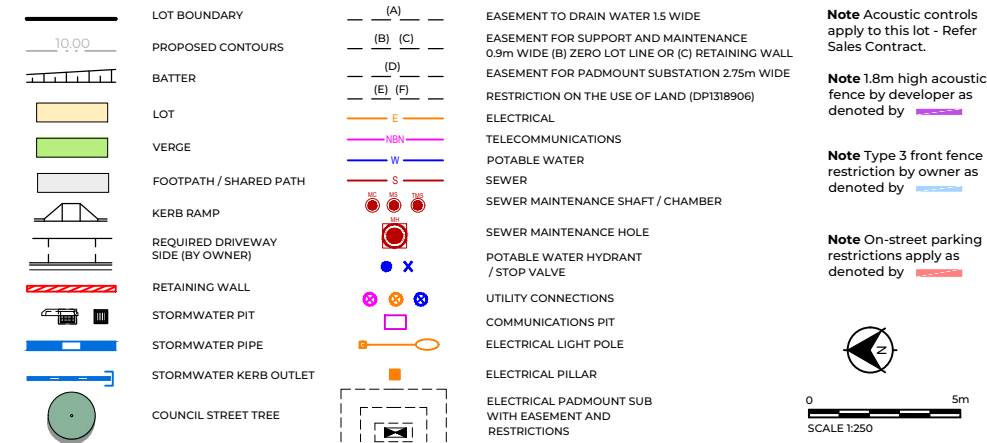 LOT BOUNDARY
10.00
PROPOSED CONTOURS
BATTER
LOT
VERGE
FOOTPATH / SHARED PATH
KERB RAMP
REQUIRED DRIVEWAY
SIDE (BY OWNER)
RETAINING WALL
STORMWATER PIT
STORMWATER PIPE
STORMWATER KERB OUTLET
COUNCIL STREET TREE
(A)
EASEMENT TO DRAIN WATER 1.5 WIDE
(B) (C)
EASEMENT FOR SUPPORT AND MAINTENANCE
0.9m WIDE (B) ZERO LOT LINE OR (C) RETAINING WALL
(D)
EASEMENT FOR PADMOUNT SUBSTATION 2.75m WIDE
(E) (F)
RESTRICTION ON THE USE OF LAND (DP1318906)
E
ELECTRICAL
NBN
TELECOMMUNICATIONS
W
POTABLE WATER
S
SEWER
MC MS TMS
SEWER MAINTENANCE SHAFT / CHAMBER
MH
SEWER MAINTENANCE HOLE
POTABLE WATER HYDRANT
/ STOP VALVE
UTILITY CONNECTIONS
COMMUNICATIONS PIT
ELECTRICAL LIGHT POLE
ELECTRICAL PILLAR
ELECTRICAL PADMOUNT SUB
WITH EASEMENT AND
RESTRICTIONS
Note Acoustic controls
apply to this lot - Refer
Sales Contract.
Note 1.8m high acoustic
fence by developer as
denoted by
Note Type 3 front fence
restriction by owner as
denoted by
Note On-street parking
restrictions apply as
denoted by
N
0 5m
SCALE 1:250